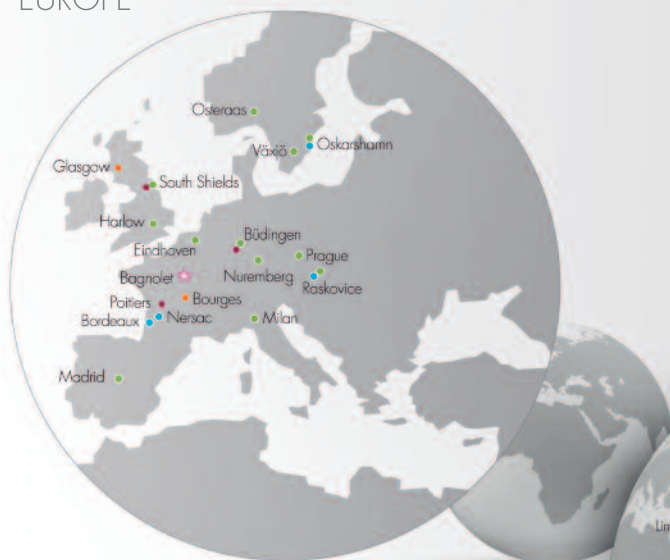 EUROPE
Osteraas
Växjö
Oskarshamn
Glasgow
South Shields
Harlow
Eindhoven
Büdingen
Prague
Bagnolet
Nuremberg
Raskovice
Poitiers
Bourges
Bordeaux
Nersac
Milan
Madrid